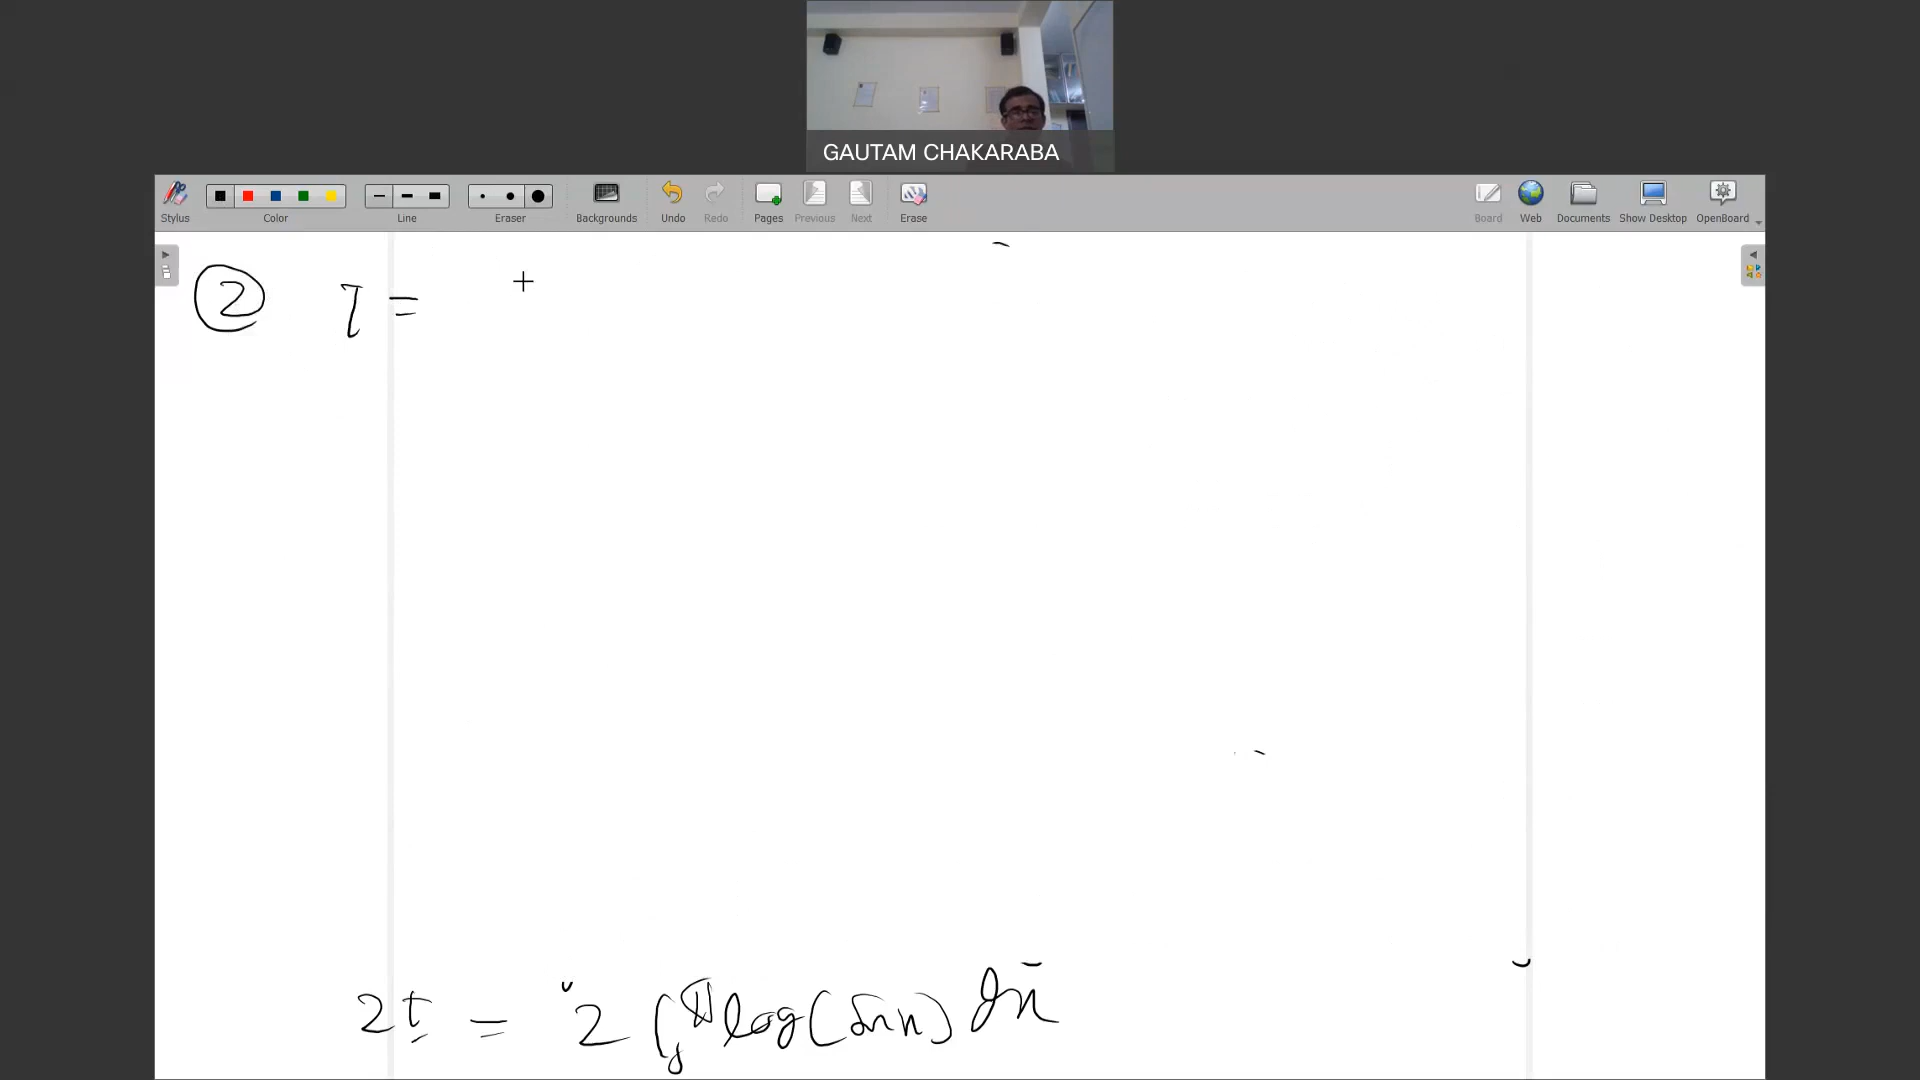 GAUTAM CHAKARABA
Stylus Color Line Eraser Backgrounds Undo Redo Pages Previous Next Erase Board Web Documents Show Desktop OpenBoard
② I =
2I = 2 ∫₀^π log(sin x) dx